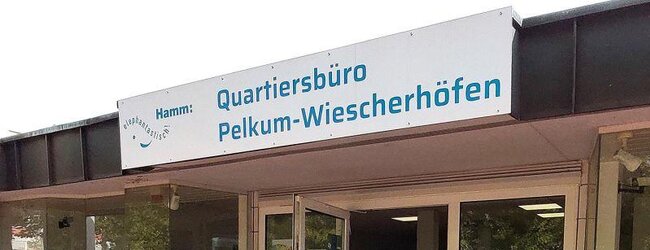 Hamm:
elephantastisch!
Quartiersbüro
Pelkum-Wiescherhöfen